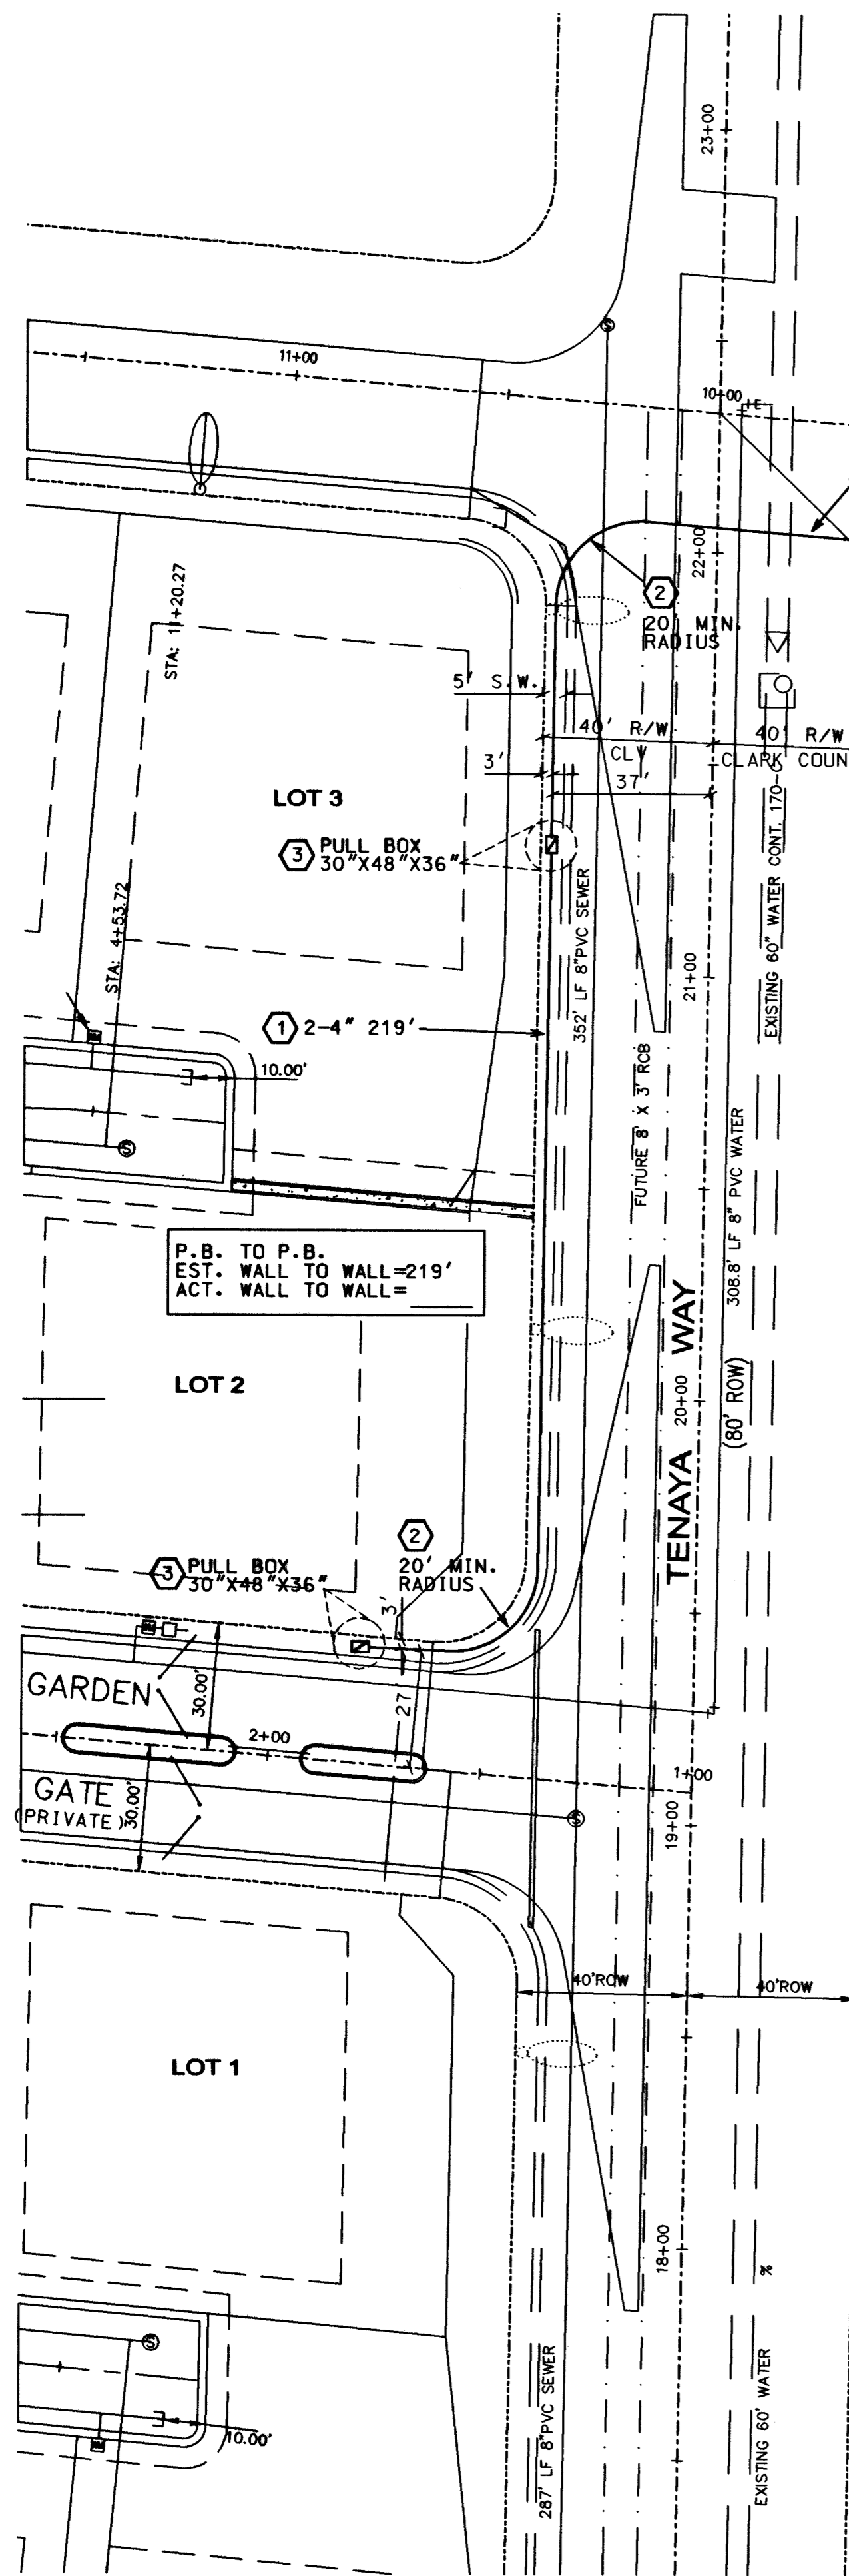 23+00
11+00
10+00
E
22+00
2
20' MIN.
RADIUS
STA: 11+20.27
5' S.W.
40' R/W
40' R/W
CLV
CLARK COUN
3'
37'
LOT 3
3
PULL BOX
30"X48"X36"
EXISTING 60" WATER CONT. 170-C
352' LF 8"PVC SEWER
STA: 4+53.72
21+00
1
2-4" 219'
10.00'
S
FUTURE 8' X 3' RCB
308.8' LF 8" PVC WATER
P.B. TO P.B.
EST. WALL TO WALL=219'
ACT. WALL TO WALL=
TENAYA WAY
(80' ROW)
20+00
LOT 2
2
20' MIN.
RADIUS
3
PULL BOX
30"X48"X36"
3'
30.00'
27'
GARDEN
2+00
1+00
GATE
(PRIVATE)
30.00'
S
19+00
40'ROW
40'ROW
LOT 1
18+00
%
S
10.00'
287' LF 8"PVC SEWER
EXISTING 60' WATER